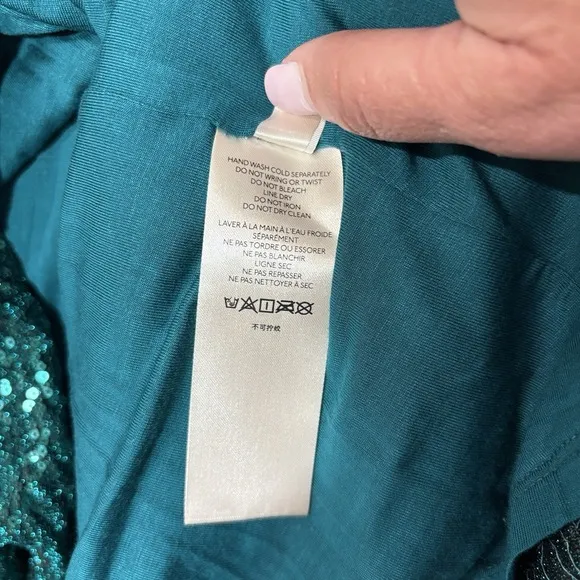 HAND WASH COLD SEPARATELY
DO NOT WRING OR TWIST
DO NOT BLEACH
LINE DRY
DO NOT IRON
DO NOT DRY CLEAN
LAVER À LA MAIN À L'EAU FROIDE
SÉPARÉMENT
NE PAS TORDRE OU ESSORER
NE PAS BLANCHIR
LIGNE SEC
NE PAS REPASSER
NE PAS NETTOYER À SEC
不可拧绞